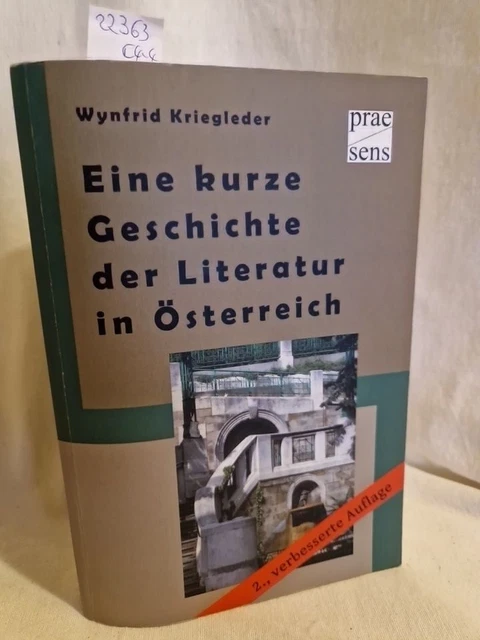 22363
Wynfrid Kriegleder
prae
sens
Eine kurze
Geschichte
der Literatur
in Österreich
2., verbesserte Auflage